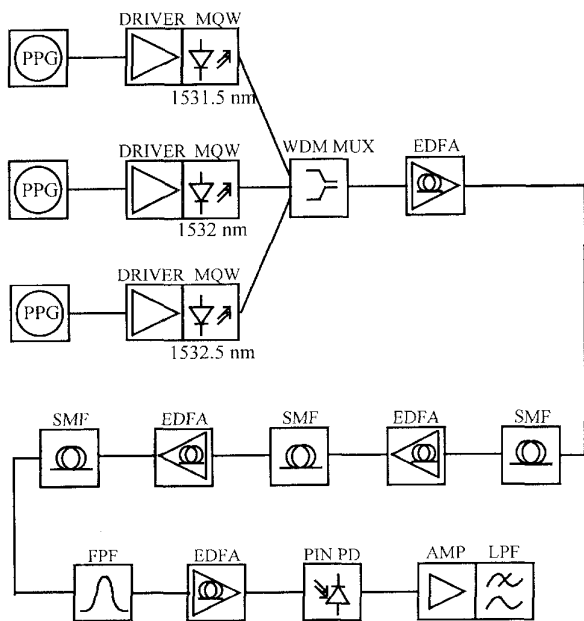 DRIVER MQW
PPG
1531.5 nm
DRIVER MQW
WDM MUX
EDFA
PPG
1532 nm
DRIVER MQW
PPG
1532.5 nm
SMF
EDFA
SMF
EDFA
SMF
FPF
EDFA
PIN PD
AMP
LPF